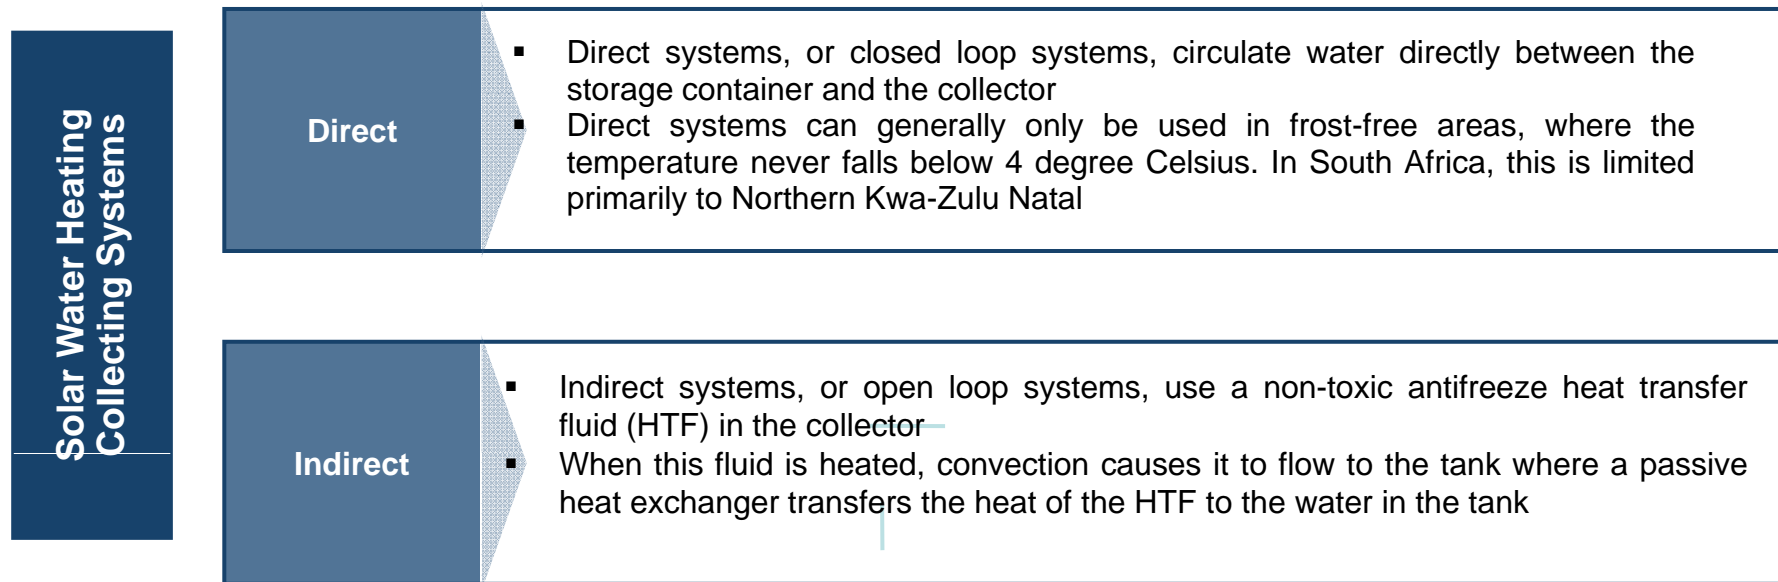 Solar Water Heating
Collecting Systems
Direct
▪ Direct systems, or closed loop systems, circulate water directly between the
storage container and the collector
▪ Direct systems can generally only be used in frost-free areas, where the
temperature never falls below 4 degree Celsius. In South Africa, this is limited
primarily to Northern Kwa-Zulu Natal
Indirect
▪ Indirect systems, or open loop systems, use a non-toxic antifreeze heat transfer
fluid (HTF) in the collector
▪ When this fluid is heated, convection causes it to flow to the tank where a passive
heat exchanger transfers the heat of the HTF to the water in the tank